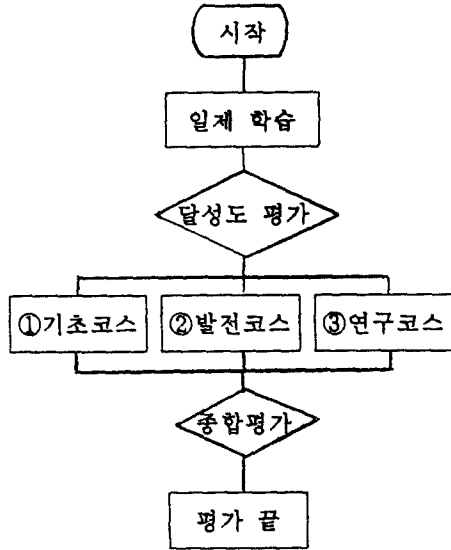 시작
일제 학습
달성도 평가
①기초코스
②발전코스
③연구코스
종합평가
평가 끝